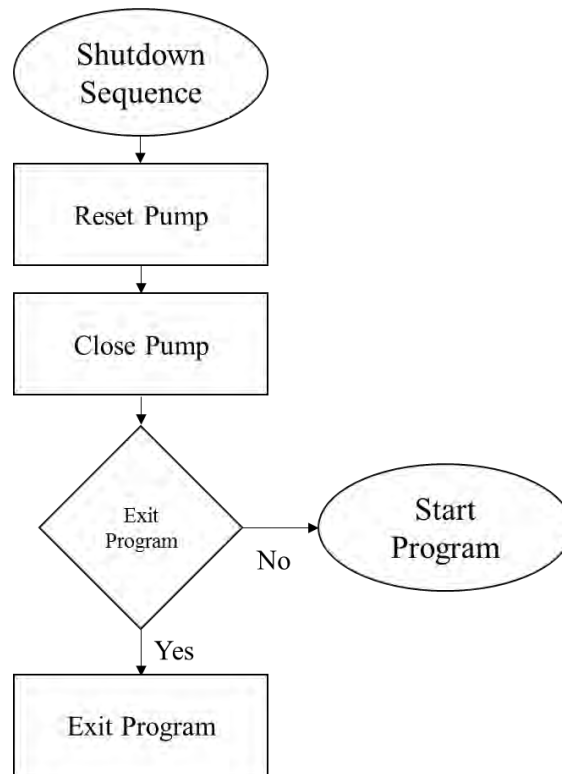 Shutdown
Sequence
Reset Pump
Close Pump
Exit
Program
No
Start
Program
Yes
Exit Program